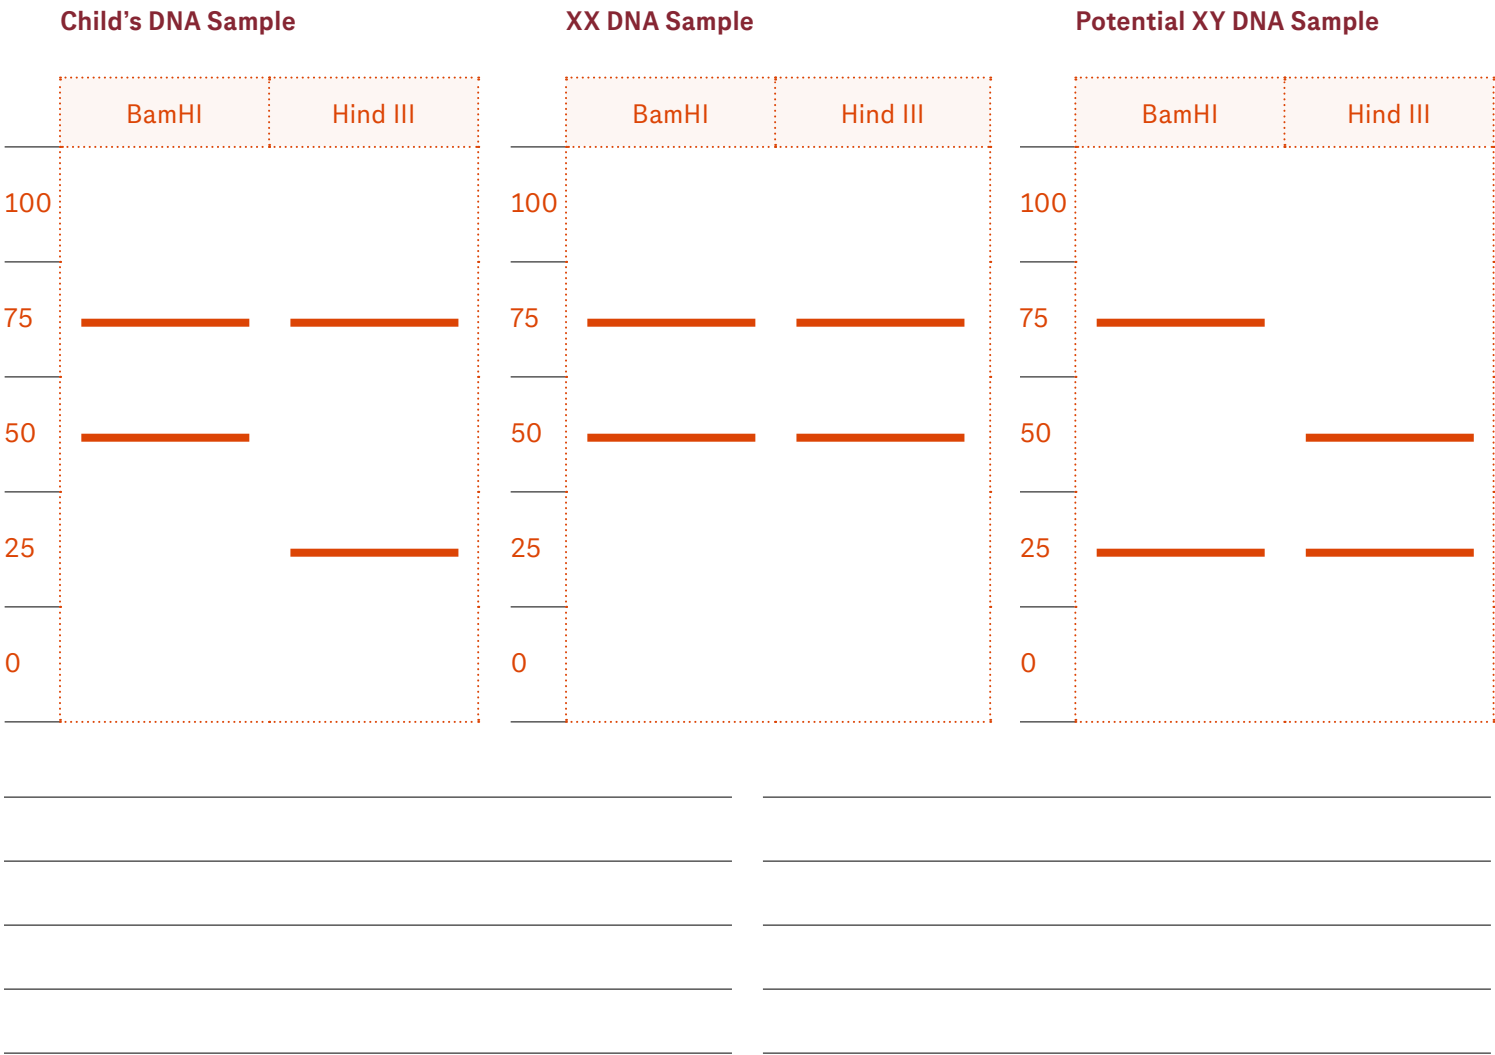 Child’s DNA Sample
XX DNA Sample
Potential XY DNA Sample
BamHI Hind III
BamHI Hind III
BamHI Hind III
100 100 100
75 75 75
50 50 50
25 25 25
0 0 0